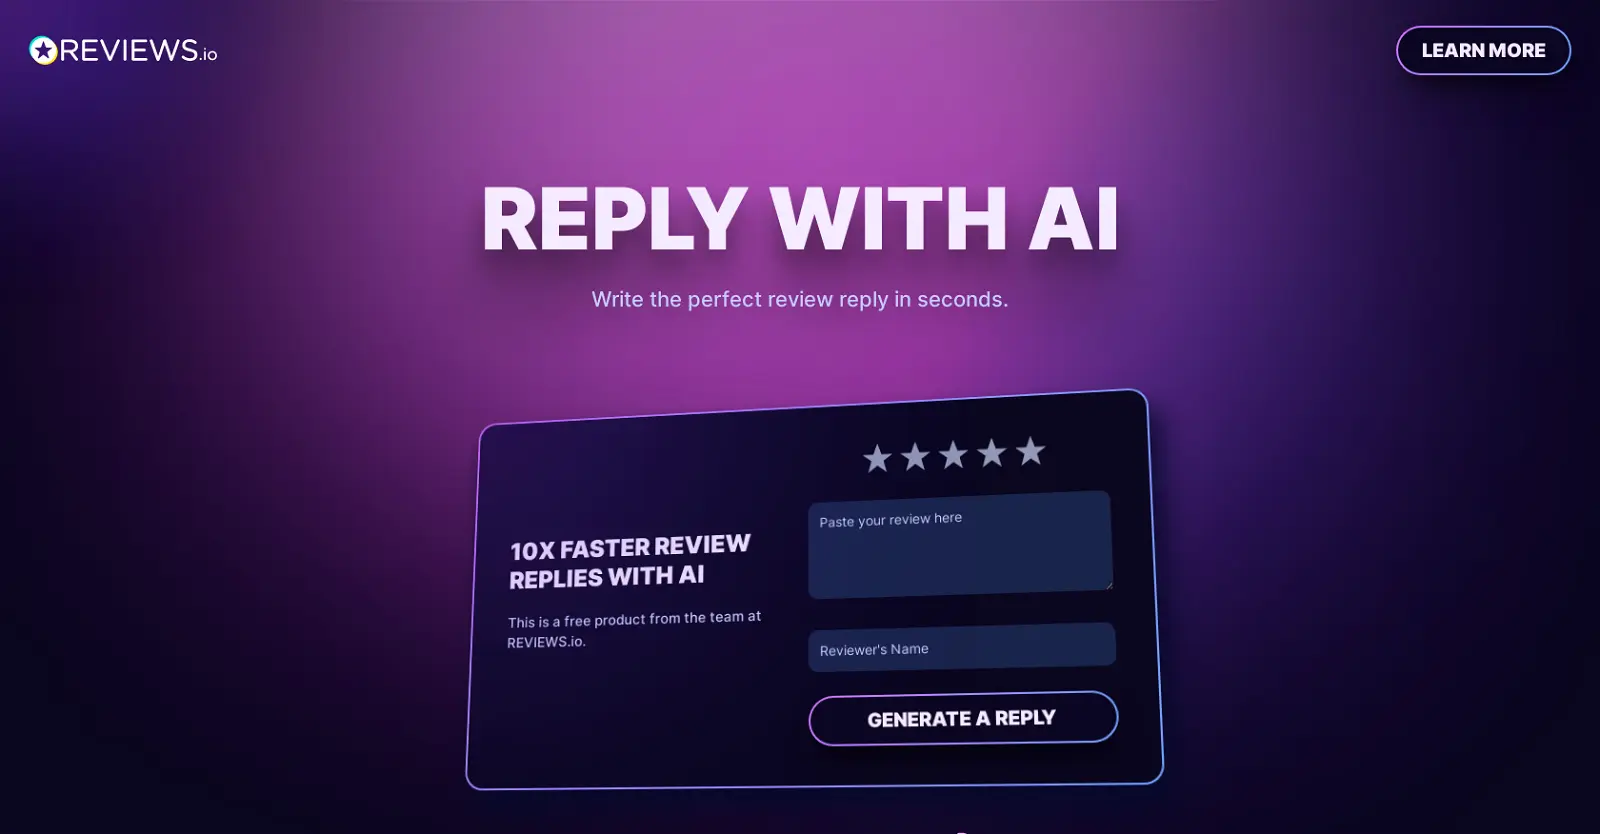 REVIEWS.io
LEARN MORE
REPLY WITH AI
Write the perfect review reply in seconds.
10X FASTER REVIEW
REPLIES WITH AI
This is a free product from the team at
REVIEWS.io.
Paste your review here
Reviewer's Name
GENERATE A REPLY